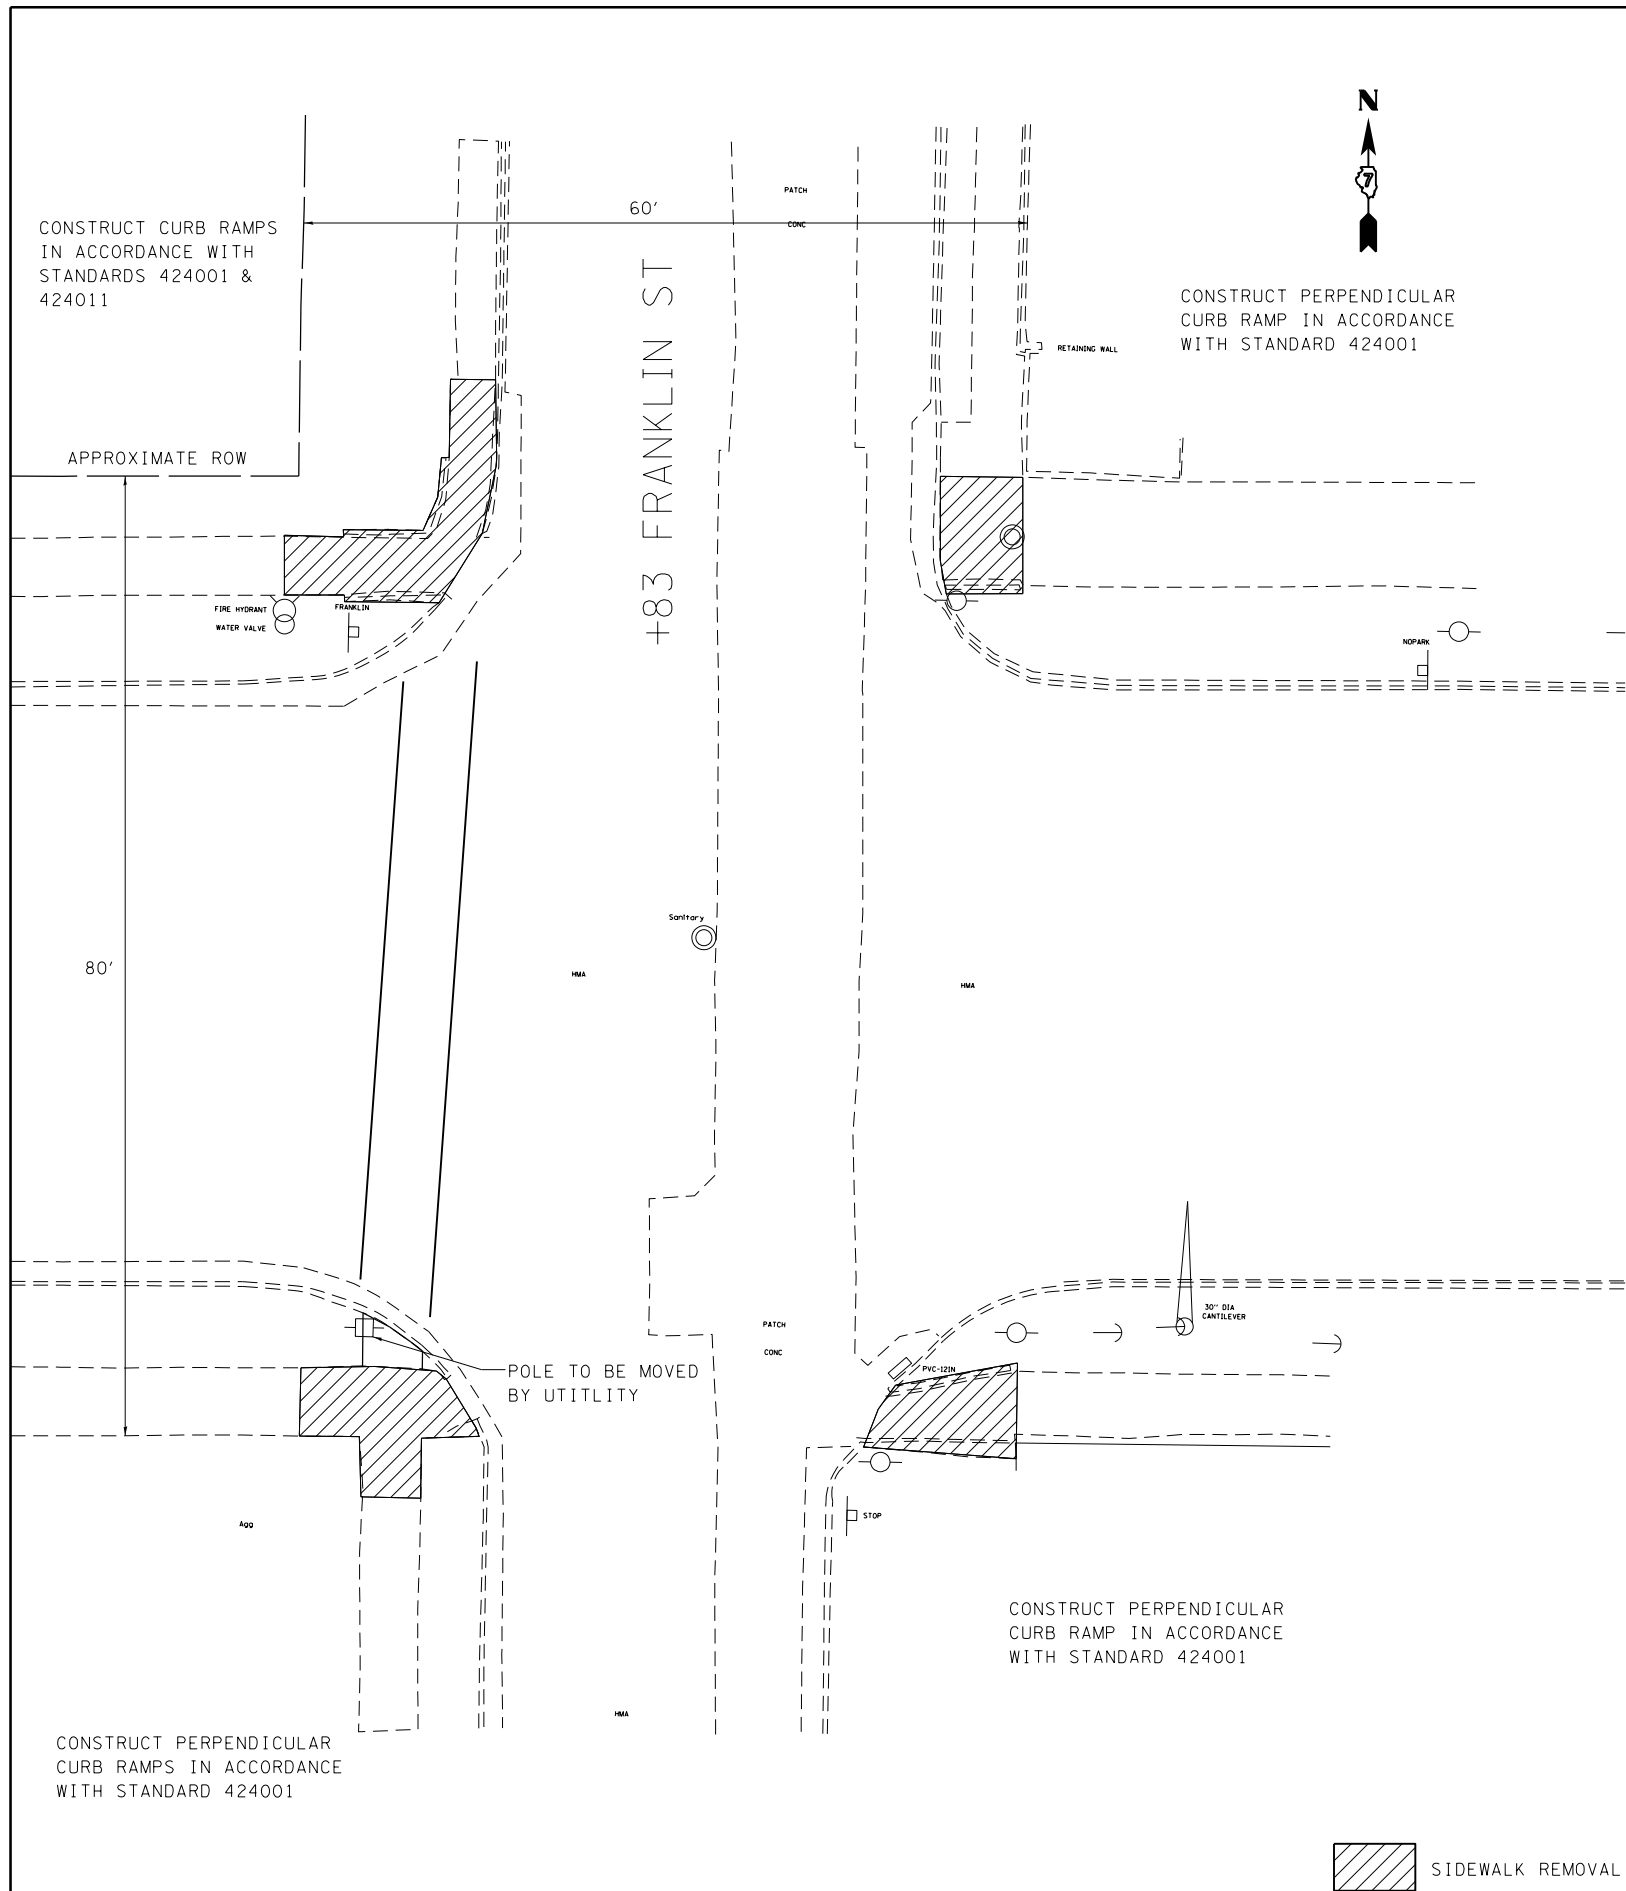 N
7
PATCH
60'
CONC
CONSTRUCT CURB RAMPS
IN ACCORDANCE WITH
STANDARDS 424001 &
424011
CONSTRUCT PERPENDICULAR
CURB RAMP IN ACCORDANCE
WITH STANDARD 424001
RETAINING WALL
+83 FRANKLIN ST
APPROXIMATE ROW
FIRE HYDRANT
FRANKLIN
WATER VALVE
NOPARK
Sanitary
80'
HMA
HMA
30" DIA
CANTILEVER
PATCH
CONC
PVC-12IN
POLE TO BE MOVED
BY UTITLITY
STOP
Agg
CONSTRUCT PERPENDICULAR
CURB RAMP IN ACCORDANCE
WITH STANDARD 424001
HMA
CONSTRUCT PERPENDICULAR
CURB RAMPS IN ACCORDANCE
WITH STANDARD 424001
SIDEWALK REMOVAL